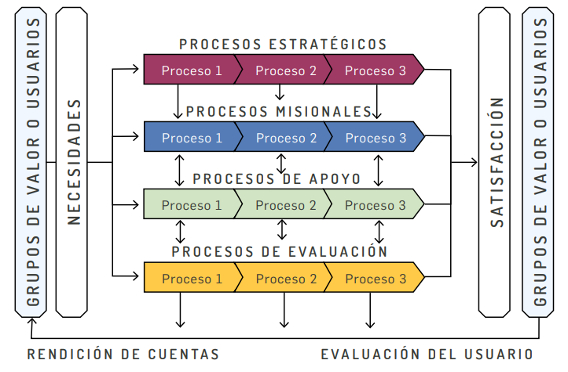 GRUPOS DE VALOR O USUARIOS
NECESIDADES
PROCESOS ESTRATÉGICOS
Proceso 1 Proceso 2 Proceso 3
PROCESOS MISIONALES
Proceso 1 Proceso 2 Proceso 3
PROCESOS DE APOYO
Proceso 1 Proceso 2 Proceso 3
PROCESOS DE EVALUACIÓN
Proceso 1 Proceso 2 Proceso 3
SATISFACCIÓN
GRUPOS DE VALOR O USUARIOS
RENDICIÓN DE CUENTAS
EVALUACIÓN DEL USUARIO